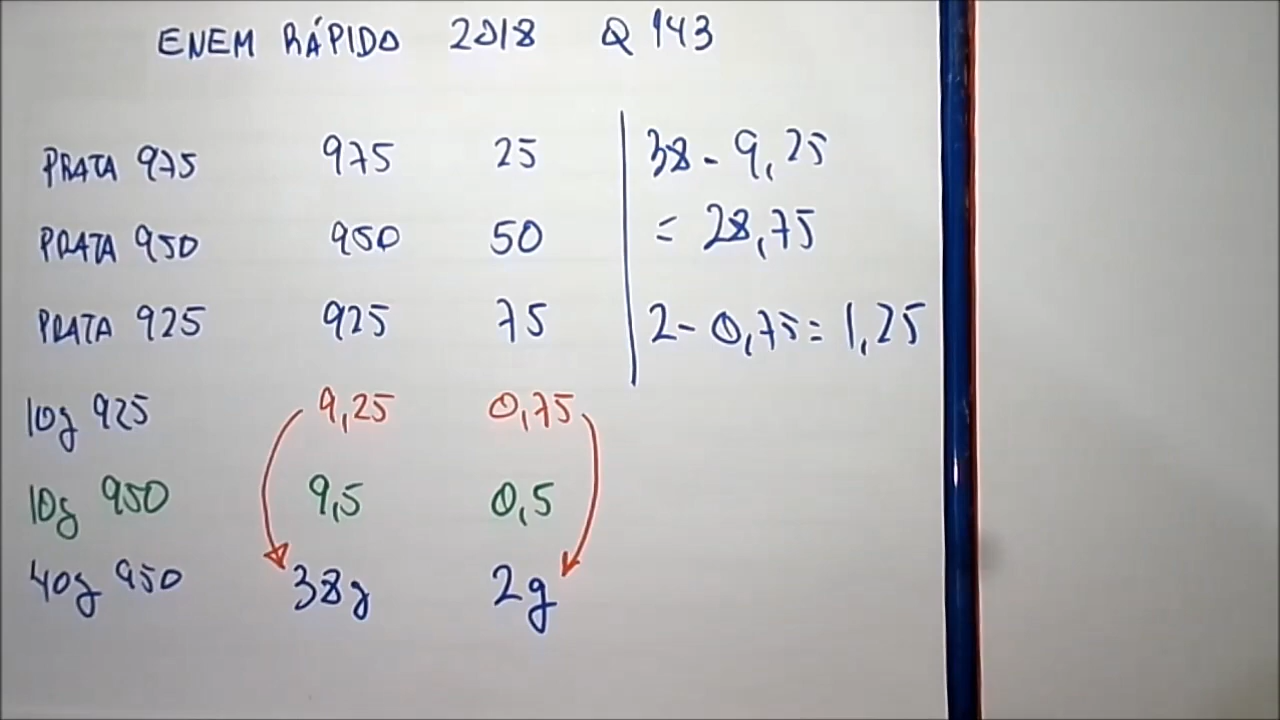 ENEM RÁPIDO 2018 Q 143
PRATA 975 975 25
PRATA 950 950 50
PRATA 925 925 75
10g 925 9,25 0,75
10g 950 9,5 0,5
40g 950 38g 2g
38 - 9,25
= 28,75
2 - 0,75 = 1,25